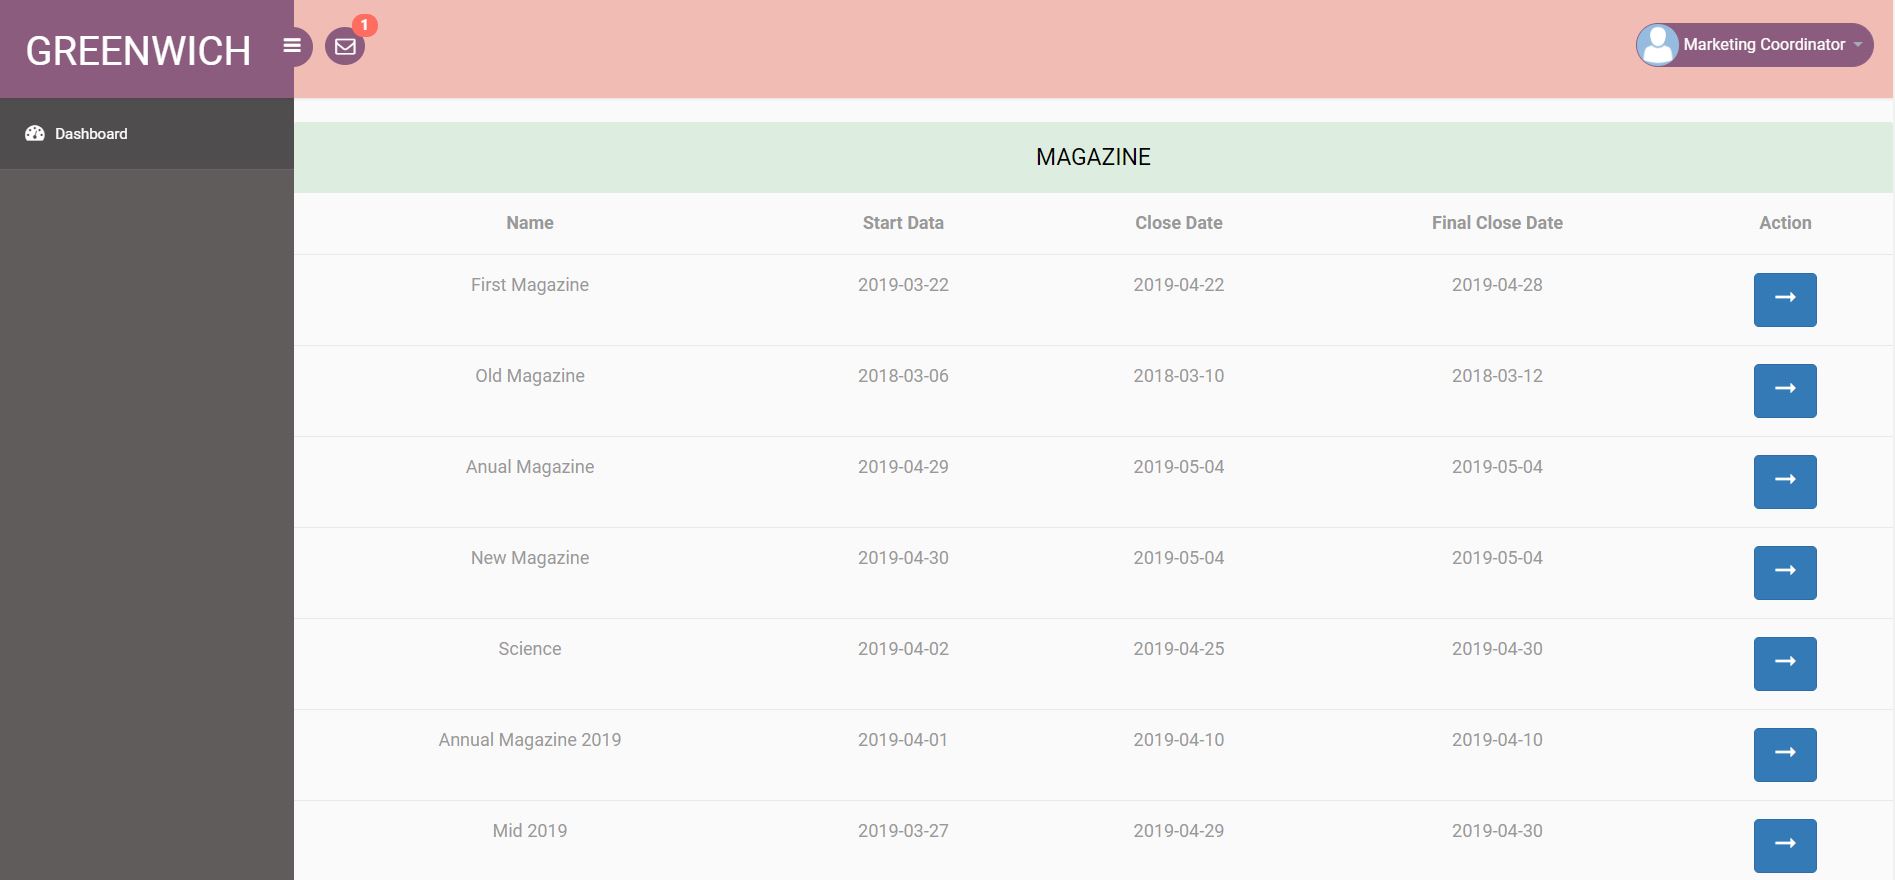 GREENWICH
1
Marketing Coordinator
Dashboard
MAGAZINE
Name Start Data Close Date Final Close Date Action
First Magazine 2019-03-22 2019-04-22 2019-04-28
Old Magazine 2018-03-06 2018-03-10 2018-03-12
Anual Magazine 2019-04-29 2019-05-04 2019-05-04
New Magazine 2019-04-30 2019-05-04 2019-05-04
Science 2019-04-02 2019-04-25 2019-04-30
Annual Magazine 2019 2019-04-01 2019-04-10 2019-04-10
Mid 2019 2019-03-27 2019-04-29 2019-04-30